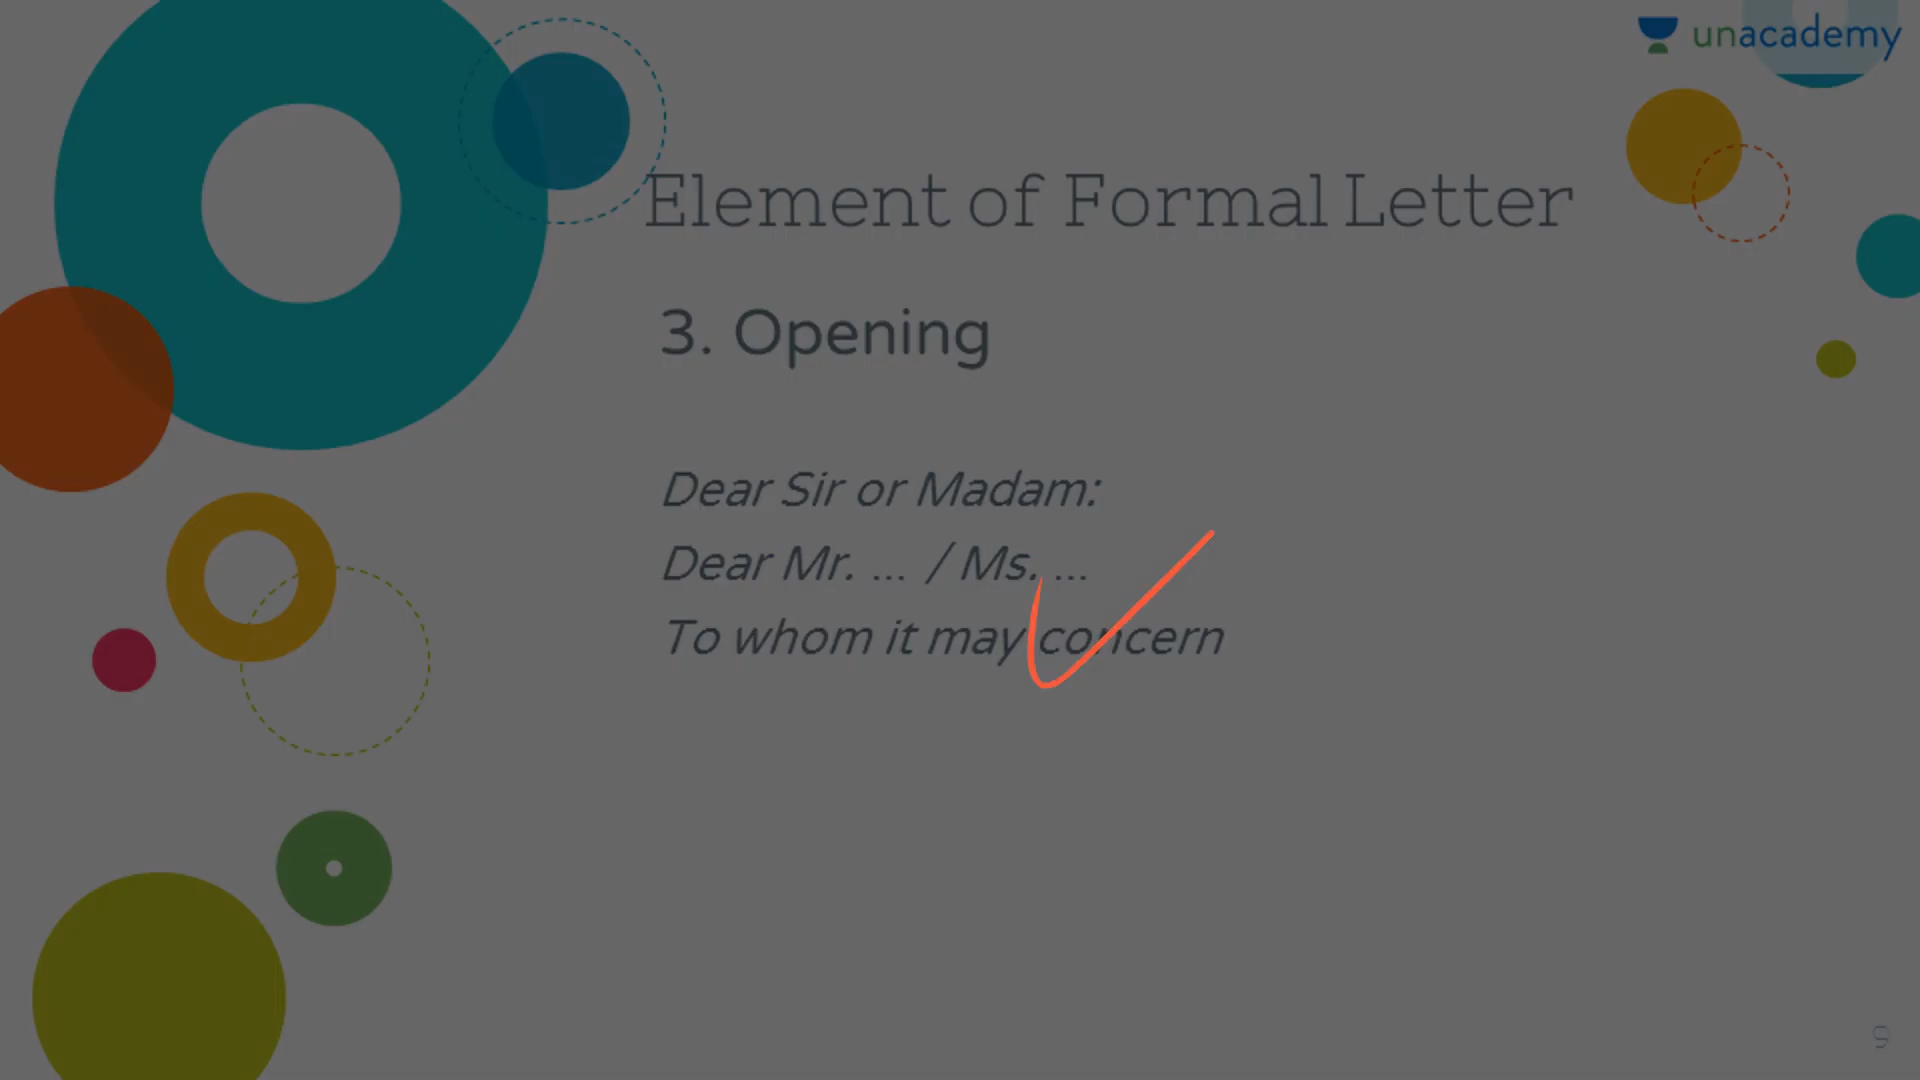 unacademy
Element of Formal Letter
3. Opening
Dear Sir or Madam:
Dear Mr. ... / Ms. ...
To whom it may concern
9